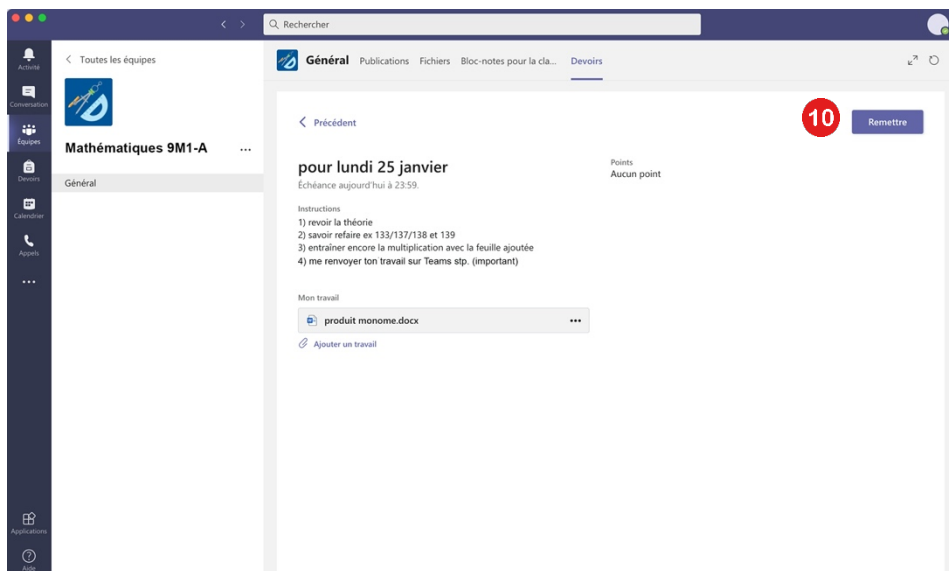 Rechercher
Activité
Conversation
Équipes
Devoirs
Calendrier
Appels
Applications
Aide
Toutes les équipes
Mathématiques 9M1-A
Général
Général Publications Fichiers Bloc-notes pour la cla... Devoirs
Précédent
10
Remettre
pour lundi 25 janvier
Échéance aujourd'hui à 23:59.
Points
Aucun point
Instructions
1) revoir la théorie
2) savoir refaire ex 133/137/138 et 139
3) entraîner encore la multiplication avec la feuille ajoutée
4) me renvoyer ton travail sur Teams stp. (important)
Mon travail
produit monome.docx
Ajouter un travail